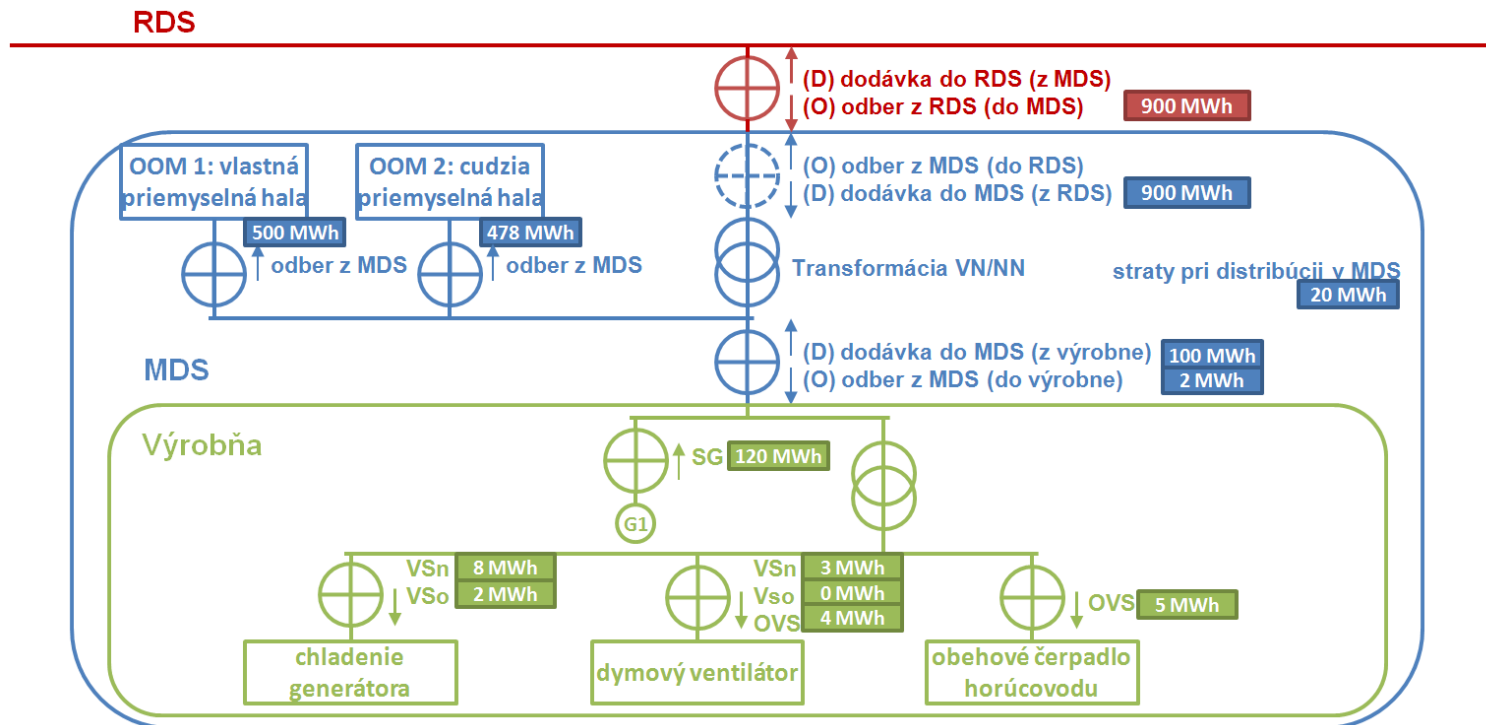 RDS
(D) dodávka do RDS (z MDS)
(O) odber z RDS (do MDS)
900 MWh
OOM 1: vlastná
priemyselná hala
OOM 2: cudzia
priemyselná hala
(O) odber z MDS (do RDS)
(D) dodávka do MDS (z RDS)
900 MWh
500 MWh
478 MWh
odber z MDS
odber z MDS
Transformácia VN/NN
straty pri distribúcii v MDS
20 MWh
MDS
(D) dodávka do MDS (z výrobne)
100 MWh
(O) odber z MDS (do výrobne)
2 MWh
Výrobňa
SG
120 MWh
G1
VSn
8 MWh
VSo
2 MWh
VSn
3 MWh
Vso
0 MWh
OVS
4 MWh
OVS
5 MWh
chladenie
generátora
dymový ventilátor
obehové čerpadlo
horúcovodu